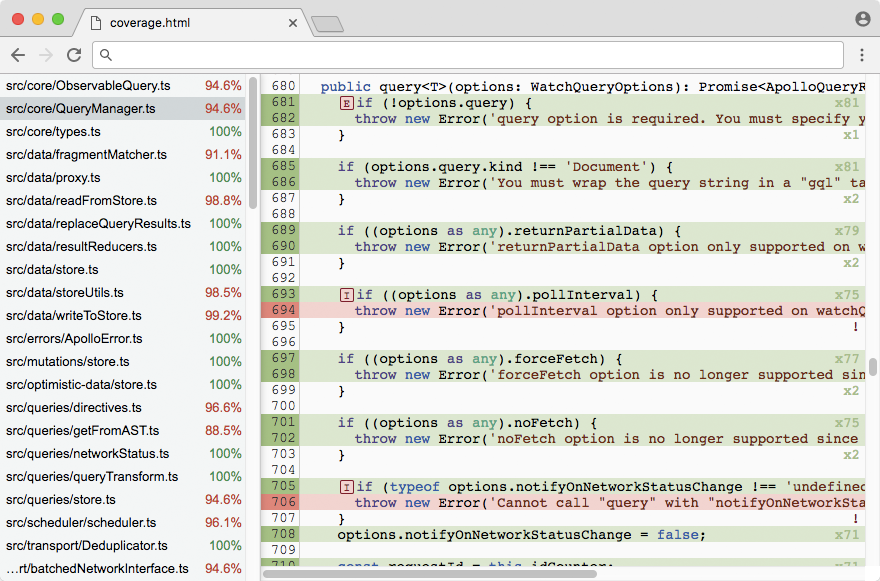 coverage.html
src/core/ObservableQuery.ts 94.6%
src/core/QueryManager.ts 94.6%
src/core/types.ts 100%
src/data/fragmentMatcher.ts 91.1%
src/data/proxy.ts 100%
src/data/readFromStore.ts 98.8%
src/data/replaceQueryResults.ts 100%
src/data/resultReducers.ts 100%
src/data/store.ts 100%
src/data/storeUtils.ts 98.5%
src/data/writeToStore.ts 99.2%
src/errors/ApolloError.ts 100%
src/mutations/store.ts 100%
src/optimistic-data/store.ts 100%
src/queries/directives.ts 96.6%
src/queries/getFromAST.ts 88.5%
src/queries/networkStatus.ts 100%
src/queries/queryTransform.ts 100%
src/queries/store.ts 94.6%
src/scheduler/scheduler.ts 96.1%
src/transport/Deduplicator.ts 100%
…rt/batchedNetworkInterface.ts 94.6%
680 public query<T>(options: WatchQueryOptions): Promise<ApolloQueryR
681 E if (!options.query) { x81
682 throw new Error('query option is required. You must specify y
683 } x1
684
685 if (options.query.kind !== 'Document') { x81
686 throw new Error('You must wrap the query string in a "gql" ta
687 } x2
688
689 if ((options as any).returnPartialData) { x79
690 throw new Error('returnPartialData option only supported on w
691 } x2
692
693 I if ((options as any).pollInterval) { x75
694 throw new Error('pollInterval option only supported on watchQ
695 } !
696
697 if ((options as any).forceFetch) { x77
698 throw new Error('forceFetch option is no longer supported sin
699 } x2
700
701 if ((options as any).noFetch) { x75
702 throw new Error('noFetch option is no longer supported since
703 } x2
704
705 I if (typeof options.notifyOnNetworkStatusChange !== 'undefined
706 throw new Error('Cannot call "query" with "notifyOnNetworkSta
707 } !
708 options.notifyOnNetworkStatusChange = false; x71
709
710 const requestId = this.idCounter; x71